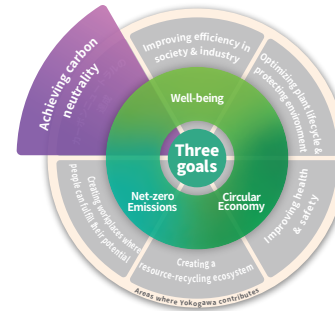 Achieving carbon
neutrality
Improving efficiency in
society & industry
Optimizing plant lifecycle &
protecting environment
Improving health
& safety
Creating a
resource-recycling ecosystem
Creating workplaces where
people can fulfill their potential
Well-being
Three
goals
Net-zero
Emissions
Circular
Economy
Areas where Yokogawa contributes